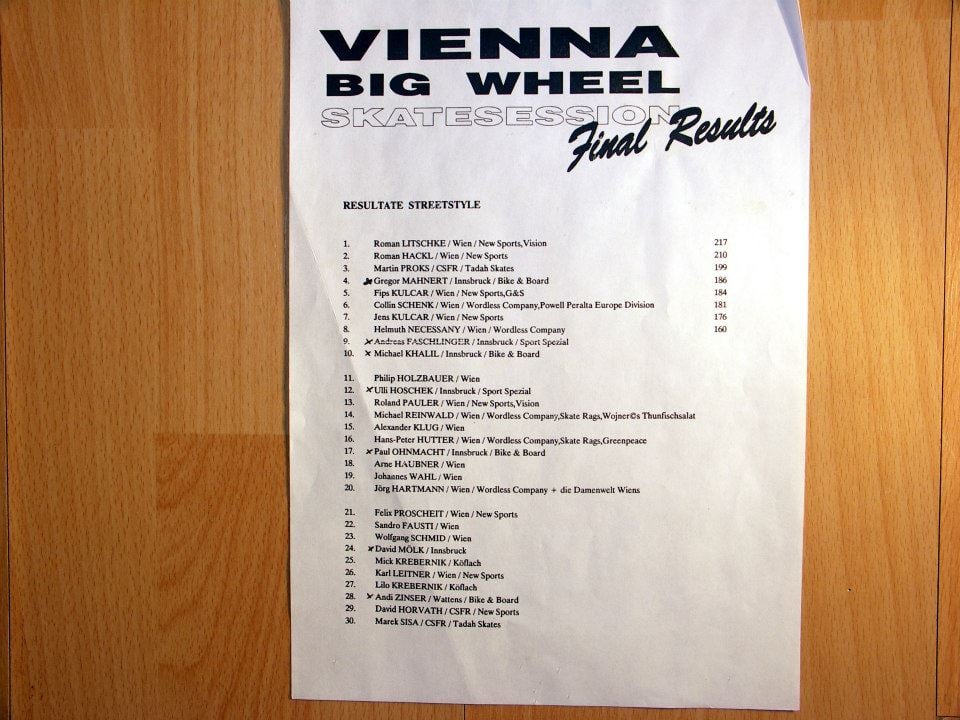 VIENNA
BIG WHEEL
SKATESESSION
Final Results
RESULTATE STREETSTYLE
1. Roman LITSCHKE / Wien / New Sports,Vision 217
2. Roman HACKL / Wien / New Sports 210
3. Martin PROKS / CSFR / Tadah Skates 199
4. Gregor MAHNERT / Innsbruck / Bike & Board 186
5. Fips KULCAR / Wien / New Sports,G&S 184
6. Collin SCHENK / Wien / Wordless Company,Powell Peralta Europe Division 181
7. Jens KULCAR / Wien / New Sports 176
8. Helmuth NECESSANY / Wien / Wordless Company 160
9. x Andreas FASCHLINGER / Innsbruck / Sport Spezial
10. x Michael KHALIL / Innsbruck / Bike & Board
11. Philip HOLZBAUER / Wien
12. x Ulli HOSCHEK / Innsbruck / Sport Spezial
13. Roland PAULER / Wien / New Sports,Vision
14. Michael REINWALD / Wien / Wordless Company,Skate Rags,Wojner©s Thunfischsalat
15. Alexander KLUG / Wien
16. Hans-Peter HUTTER / Wien / Wordless Company,Skate Rags,Greenpeace
17. x Paul OHNMACHT / Innsbruck / Bike & Board
18. Arne HAUBNER / Wien
19. Johannes WAHL / Wien
20. Jörg HARTMANN / Wien / Wordless Company + die Damenwelt Wiens
21. Felix PROSCHEIT / Wien / New Sports
22. Sandro FAUSTI / Wien
23. Wolfgang SCHMID / Wien
24. x David MÖLK / Innsbruck
25. Mick KREBERNIK / Köflach
26. Karl LEITNER / Wien / New Sports
27. Lilo KREBERNIK / Köflach
28. x Andi ZINSER / Wattens / Bike & Board
29. David HORVATH / CSFR / New Sports
30. Marek SISA / CSFR / Tadah Skates